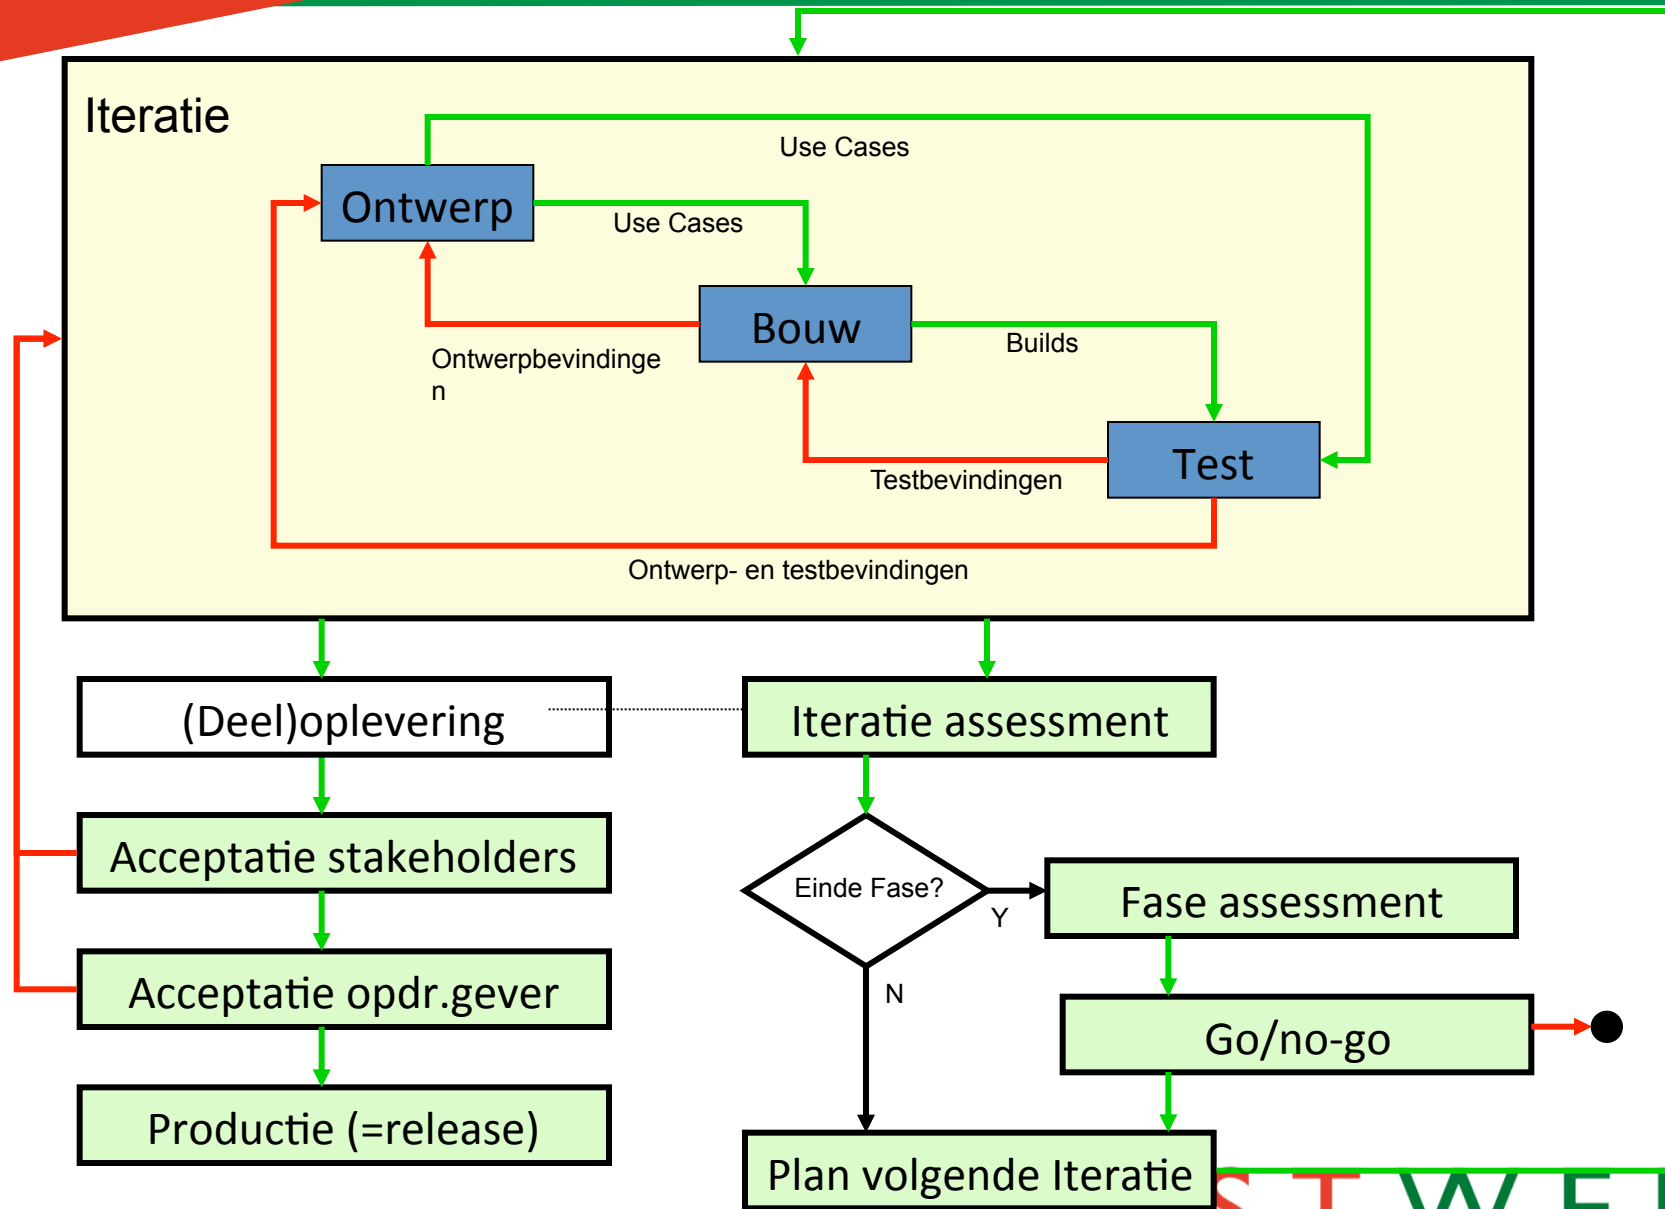 Iteratie
Use Cases
Ontwerp
Use Cases
Bouw
Builds
Ontwerpbevindinge
n
Test
Testbevindingen
Ontwerp- en testbevindingen
(Deel)oplevering
Iteratie assessment
Acceptatie stakeholders
Einde Fase?
Y
Fase assessment
Acceptatie opdr.gever
N
Go/no-go
Productie (=release)
Plan volgende Iteratie